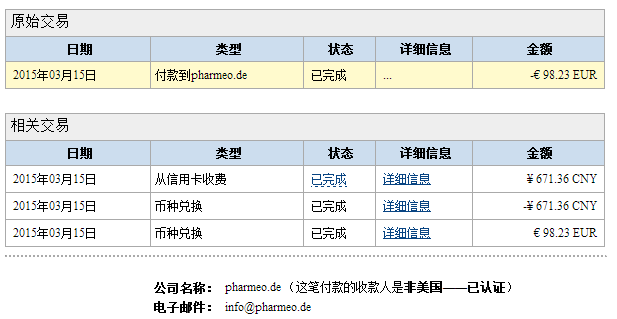 原始交易
日期 类型 状态 详细信息 金额
2015年03月15日 付款到pharmeo.de 已完成 ... -€ 98.23 EUR
相关交易
日期 类型 状态 详细信息 金额
2015年03月15日 从信用卡收费 已完成 详细信息 ¥ 671.36 CNY
2015年03月15日 币种兑换 已完成 详细信息 -¥ 671.36 CNY
2015年03月15日 币种兑换 已完成 详细信息 € 98.23 EUR
公司名称： pharmeo.de（这笔付款的收款人是非美国——已认证）
电子邮件： info@pharmeo.de